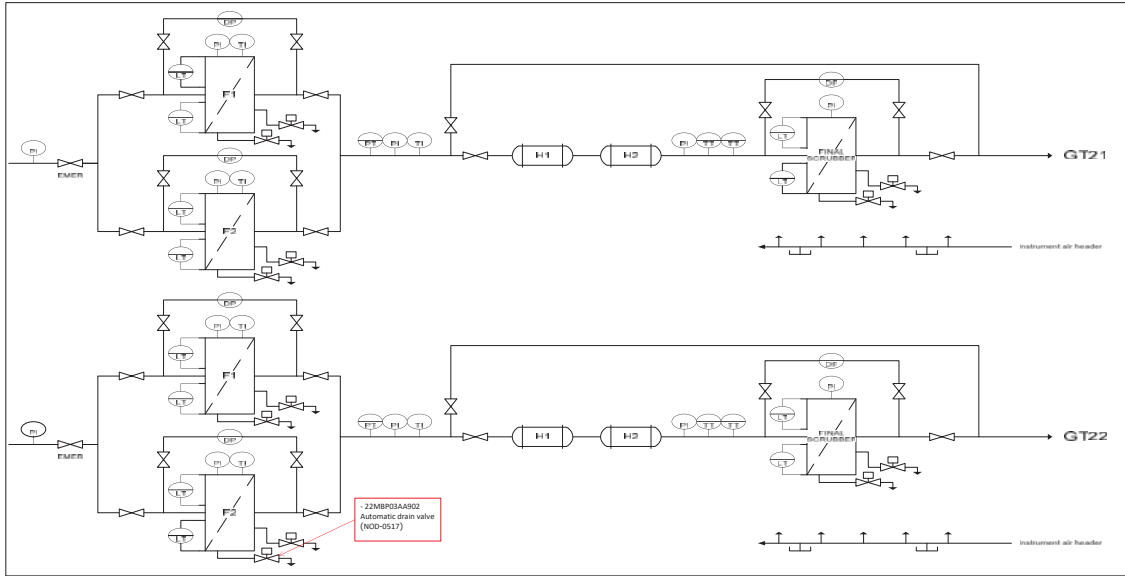 DP
PI TI
LT
F1
LT
DP
PI
LT
PT PI TI
PI TT TT
PI
H1
H2
FINAL
SCRUBBER
GT21
EMER
LT
DP
PI TI
LT
F2
LT
instrument air header
DP
PI TI
LT
F1
LT
DP
PI
LT
PT PI TI
PI TT TT
PI
H1
H2
FINAL
SCRUBBER
GT22
EMER
LT
DP
PI TI
LT
F2
LT
- 22MBP03AA902
Automatic drain valve
(NOD-0517)
instrument air header